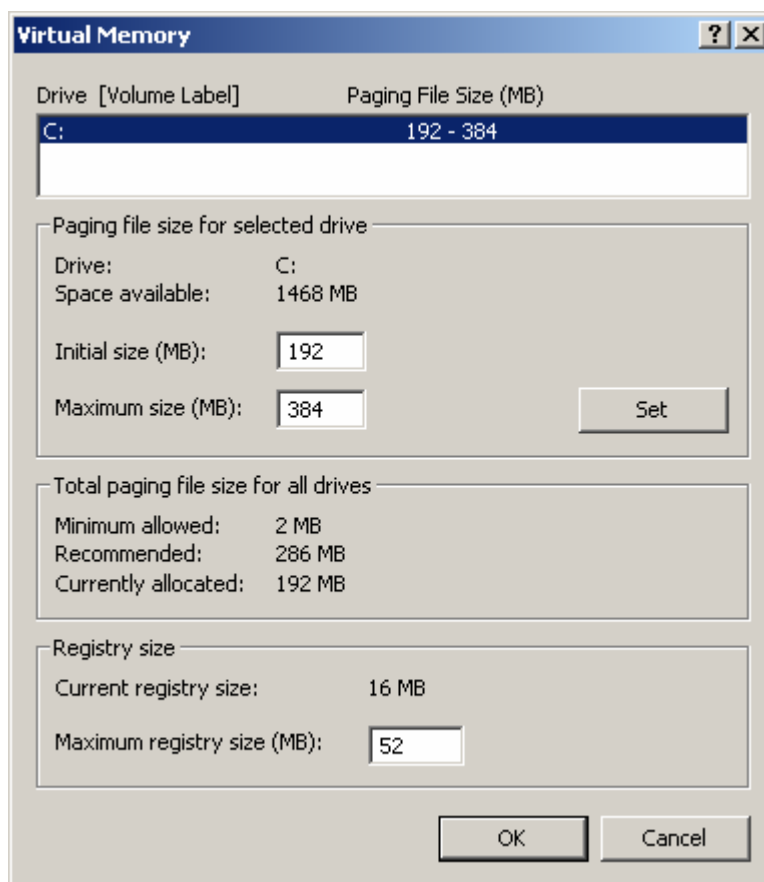 Virtual Memory
Drive [Volume Label] Paging File Size (MB)
C: 192 - 384
Paging file size for selected drive
Drive: C:
Space available: 1468 MB
Initial size (MB): 192
Maximum size (MB): 384 Set
Total paging file size for all drives
Minimum allowed: 2 MB
Recommended: 286 MB
Currently allocated: 192 MB
Registry size
Current registry size: 16 MB
Maximum registry size (MB): 52
OK Cancel